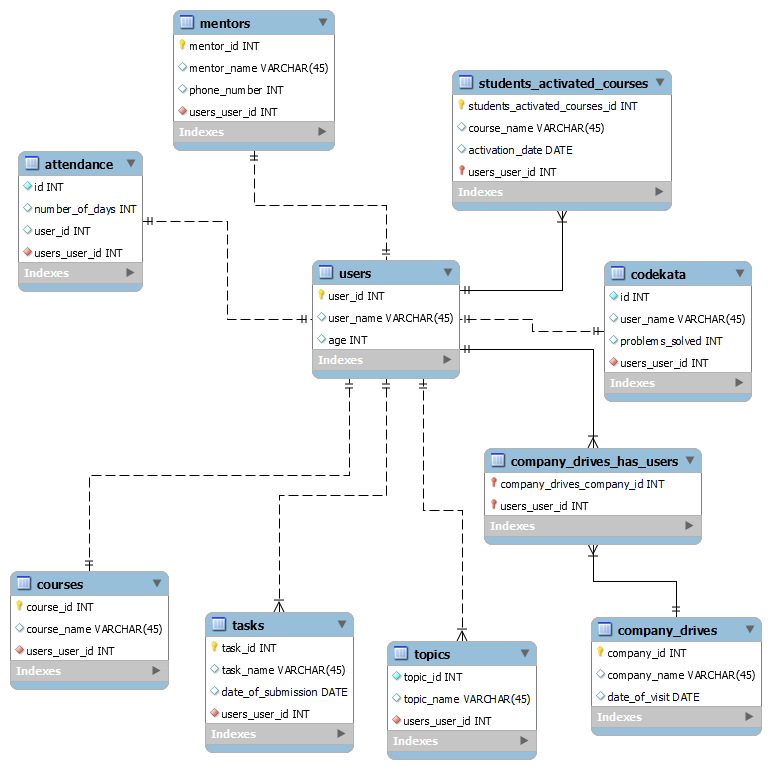 mentors
mentor_id INT
mentor_name VARCHAR(45)
phone_number INT
users_user_id INT
Indexes
students_activated_courses
students_activated_courses_id INT
course_name VARCHAR(45)
activation_date DATE
users_user_id INT
Indexes
attendance
id INT
number_of_days INT
user_id INT
users_user_id INT
Indexes
users
user_id INT
user_name VARCHAR(45)
age INT
Indexes
codekata
id INT
user_name VARCHAR(45)
problems_solved INT
users_user_id INT
Indexes
company_drives_has_users
company_drives_company_id INT
users_user_id INT
Indexes
courses
course_id INT
course_name VARCHAR(45)
users_user_id INT
Indexes
tasks
task_id INT
task_name VARCHAR(45)
date_of_submission DATE
users_user_id INT
Indexes
topics
topic_id INT
topic_name VARCHAR(45)
users_user_id INT
Indexes
company_drives
company_id INT
company_name VARCHAR(45)
date_of_visit DATE
Indexes